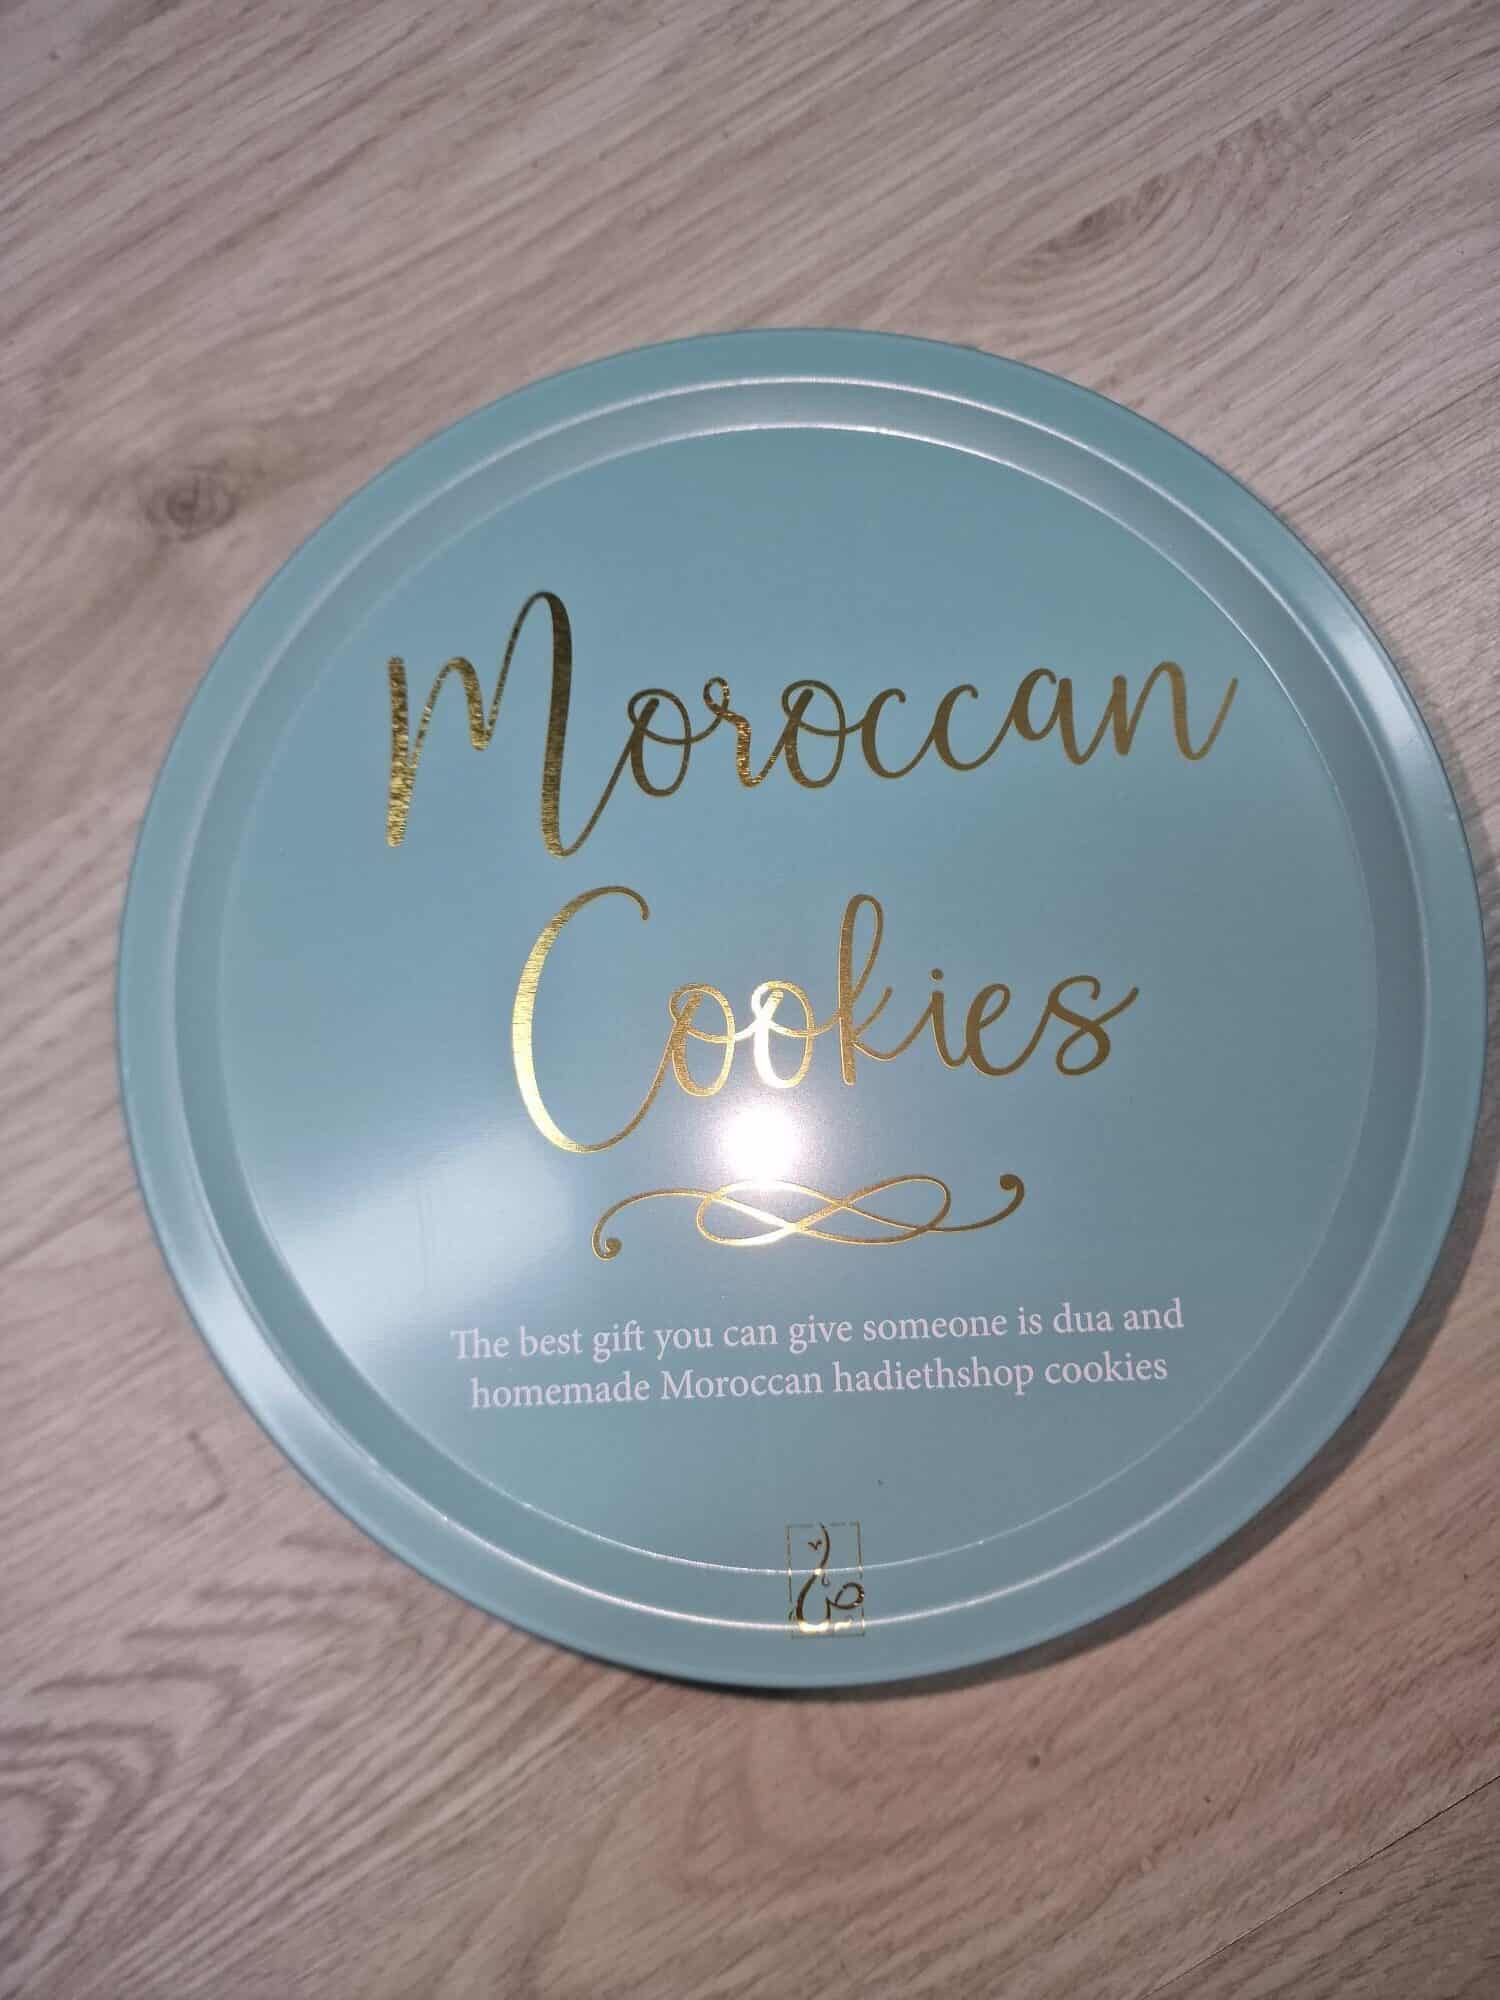 Moroccan
Cookies
The best gift you can give someone is dua and
homemade Moroccan hadiethshop cookies